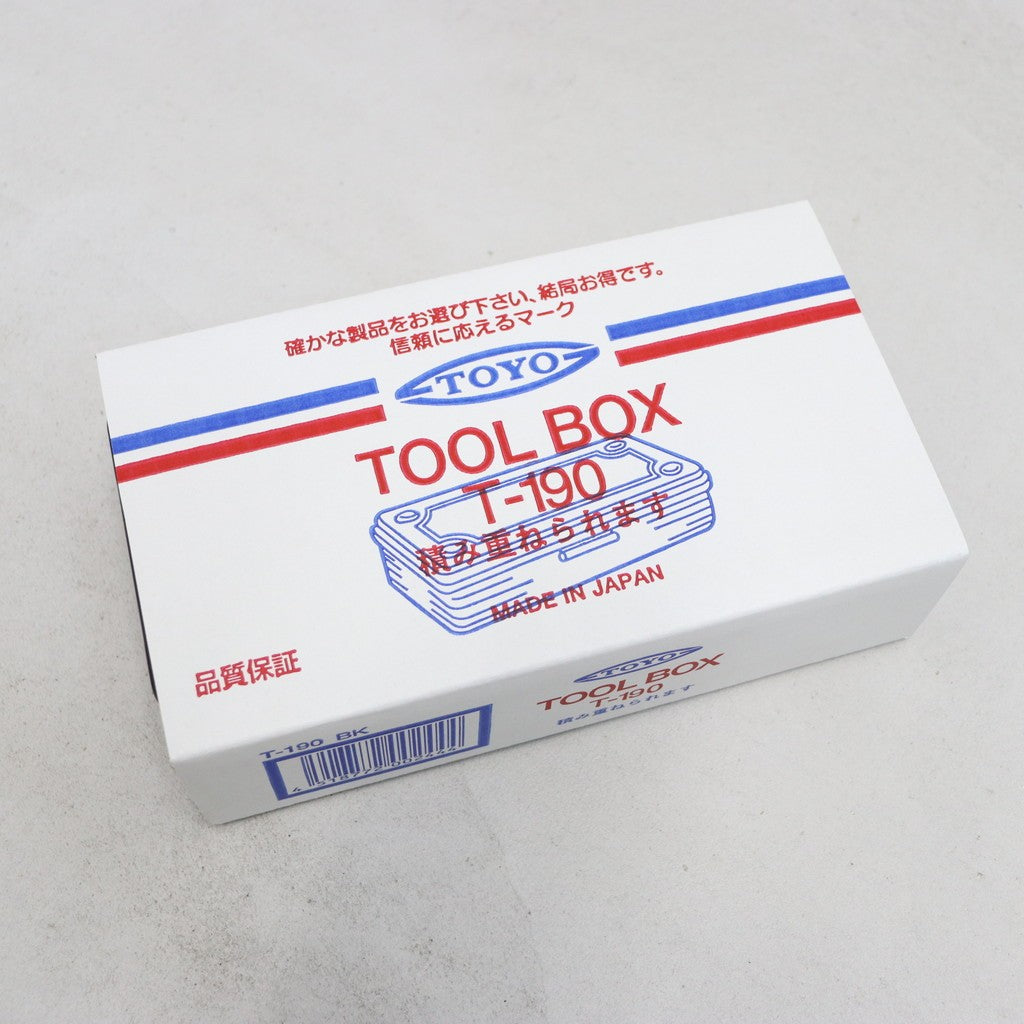 確かな製品をお選び下さい、結局お得です。
信頼に応えるマーク
TOYO
TOOL BOX
T-190
積み重ねられます
MADE IN JAPAN
品質保証
TOYO
TOOL BOX
T-190
積み重ねられます
T-190 BK